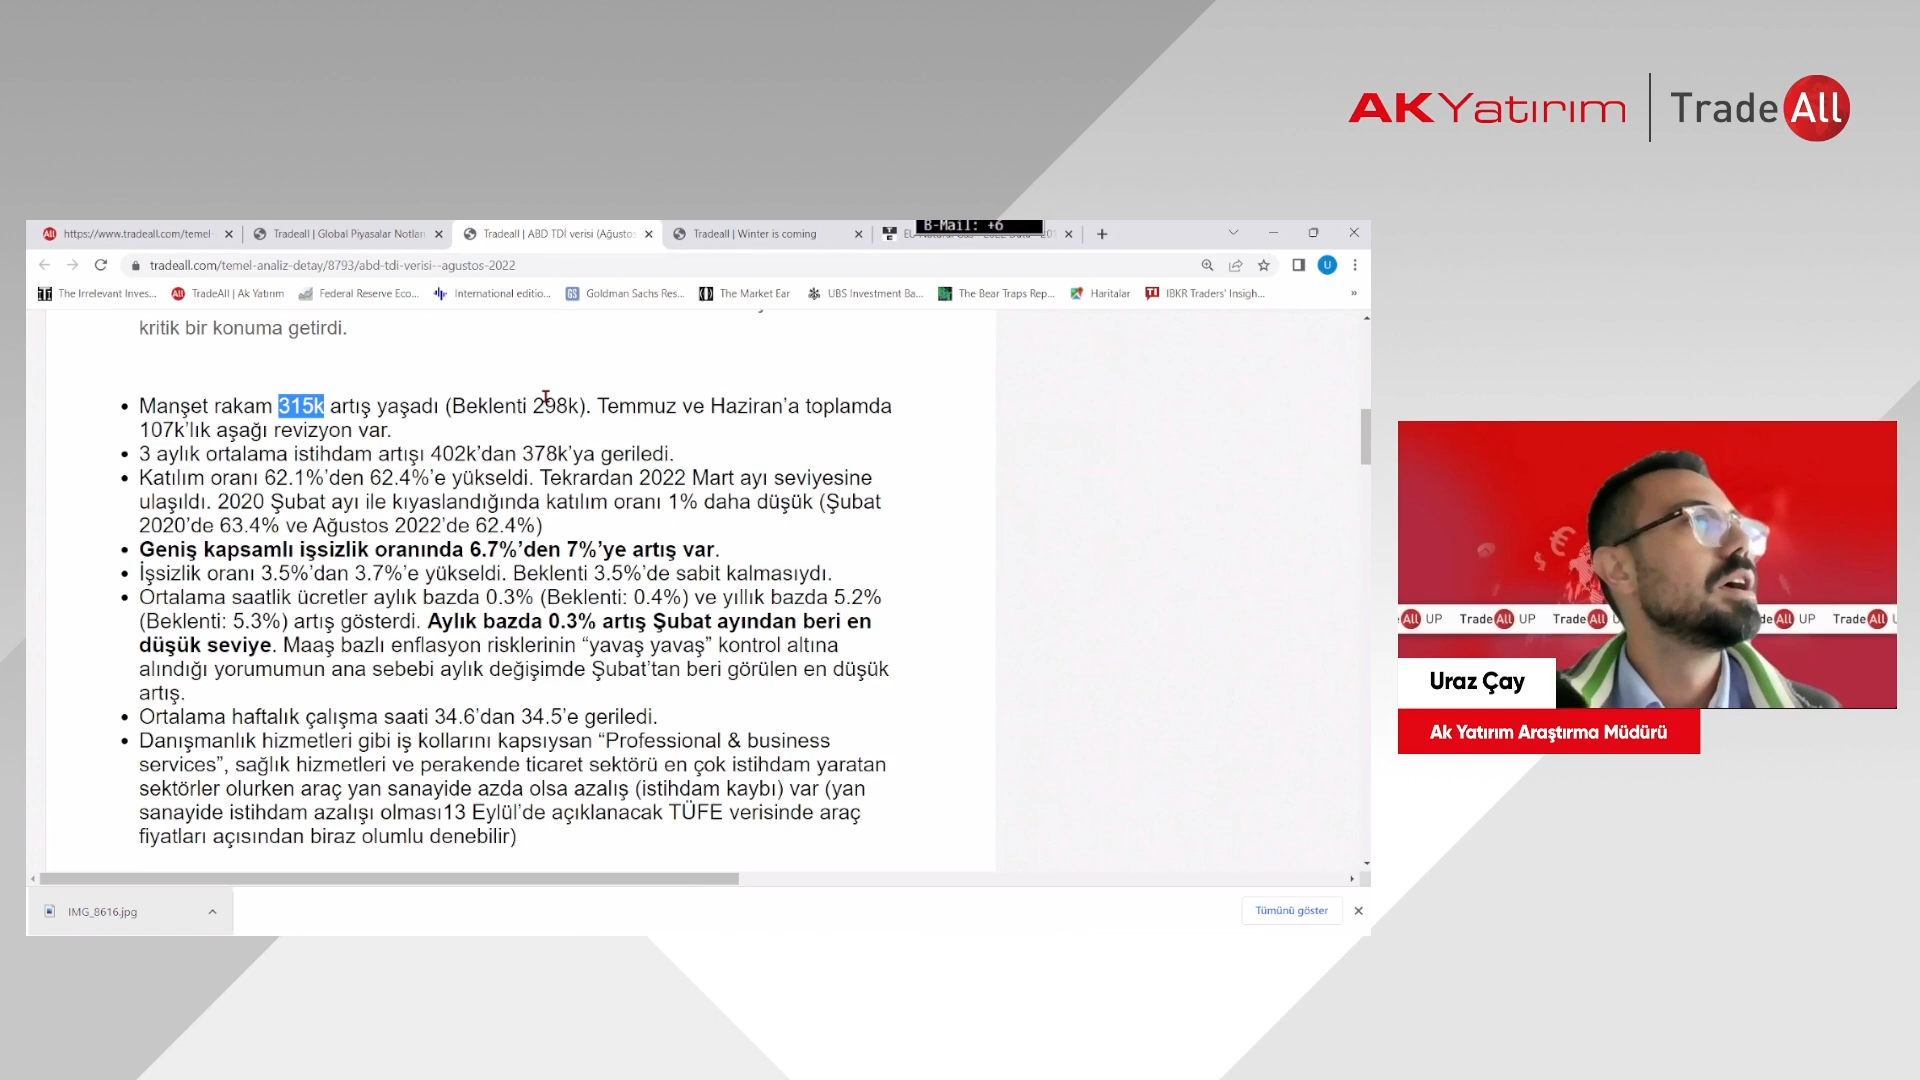 AKYatırım | TradeAll
B-Mail: +6
https://www.tradeall.com/temel-
Tradeall | Global Piyasalar Notları
Tradeall | ABD TDİ verisi (Ağustos
Tradeall | Winter is coming
tradeall.com/temel-analiz-detay/8793/abd-tdi-verisi--agustos-2022
U
The Irrelevant Inves...
TradeAll | Ak Yatırım
Federal Reserve Eco...
International editio...
Goldman Sachs Res...
The Market Ear
UBS Investment Ba...
The Bear Traps Rep...
Haritalar
IBKR Traders' Insigh...
»
kritik bir konuma getirdi.
• Manşet rakam 315k artış yaşadı (Beklenti 298k). Temmuz ve Haziran’a toplamda
107k’lık aşağı revizyon var.
• 3 aylık ortalama istihdam artışı 402k’dan 378k’ya geriledi.
• Katılım oranı 62.1%’den 62.4%’e yükseldi. Tekrardan 2022 Mart ayı seviyesine
ulaşıldı. 2020 Şubat ayı ile kıyaslandığında katılım oranı 1% daha düşük (Şubat
2020’de 63.4% ve Ağustos 2022’de 62.4%)
• Geniş kapsamlı işsizlik oranında 6.7%’den 7%’ye artış var.
• İşsizlik oranı 3.5%’dan 3.7%’e yükseldi. Beklenti 3.5%’de sabit kalmasıydı.
• Ortalama saatlik ücretler aylık bazda 0.3% (Beklenti: 0.4%) ve yıllık bazda 5.2%
(Beklenti: 5.3%) artış gösterdi. Aylık bazda 0.3% artış Şubat ayından beri en
düşük seviye. Maaş bazlı enflasyon risklerinin “yavaş yavaş” kontrol altına
alındığı yorumumun ana sebebi aylık değişimde Şubat’tan beri görülen en düşük
artış.
• Ortalama haftalık çalışma saati 34.6’dan 34.5’e geriledi.
• Danışmanlık hizmetleri gibi iş kollarını kapsıysan “Professional & business
services”, sağlık hizmetleri ve perakende ticaret sektörü en çok istihdam yaratan
sektörler olurken araç yan sanayide azda olsa azalış (istihdam kaybı) var (yan
sanayide istihdam azalışı olması13 Eylül’de açıklanacak TÜFE verisinde araç
fiyatları açısından biraz olumlu denebilir)
IMG_8616.jpg
Tümünü göster
All UP TradeAll UP TradeAll U
deAll UP TradeAll U
Uraz Çay
Ak Yatırım Araştırma Müdürü